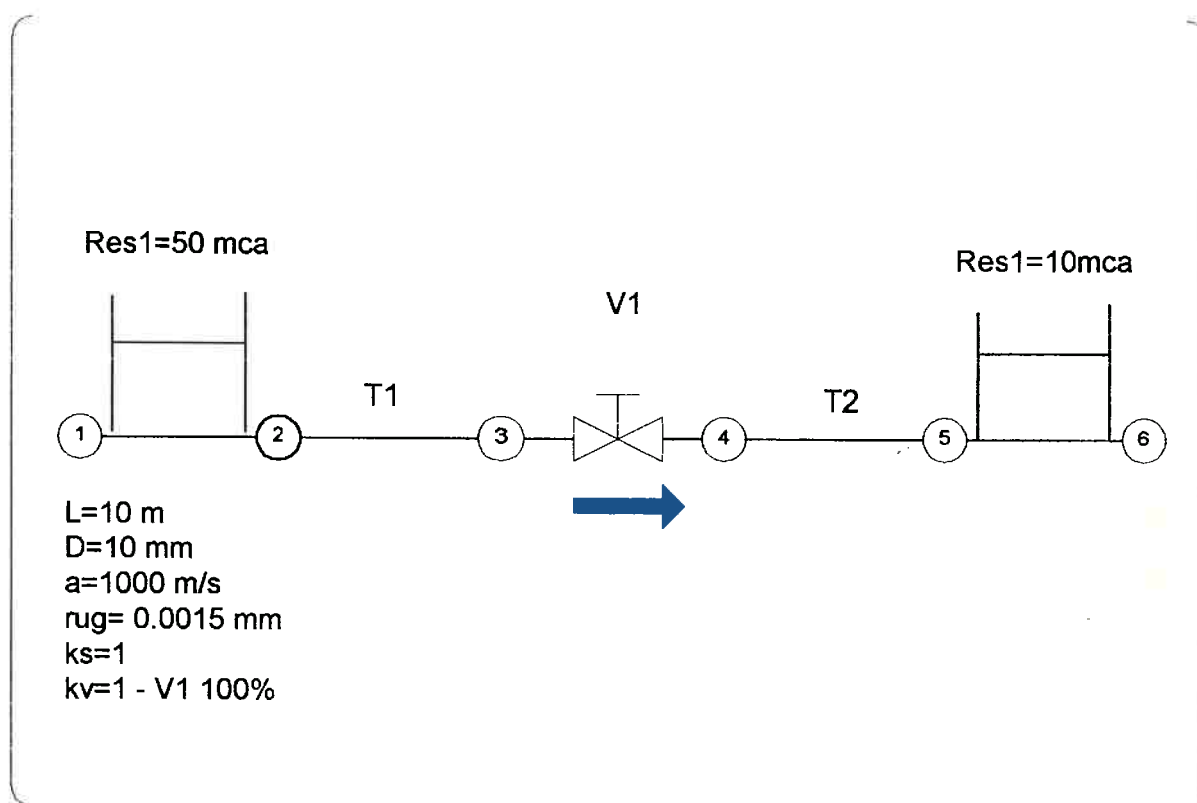 Res1=50 mca
Res1=10mca
V1
T1
T2
1
2
3
4
5
6
L=10 m
D=10 mm
a=1000 m/s
rug= 0.0015 mm
ks=1
kv=1 - V1 100%